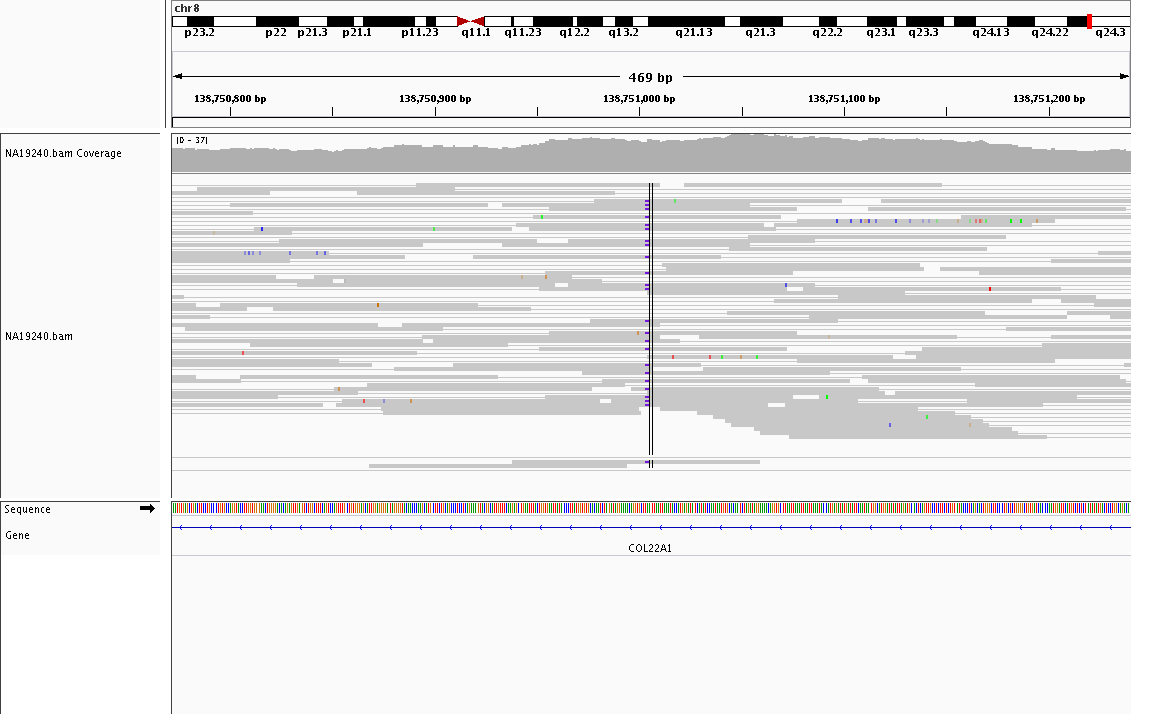 chr8
p23.2 p22 p21.3 p21.1 p11.23 q11.1 q11.23 q12.2 q13.2 q21.13 q21.3 q22.2 q23.1 q23.3 q24.13 q24.22 q24.3
469 bp
138,750,800 bp 138,750,900 bp 138,751,000 bp 138,751,100 bp 138,751,200 bp
[0 - 37]
NA19240.bam Coverage
NA19240.bam
Sequence
Gene
COL22A1